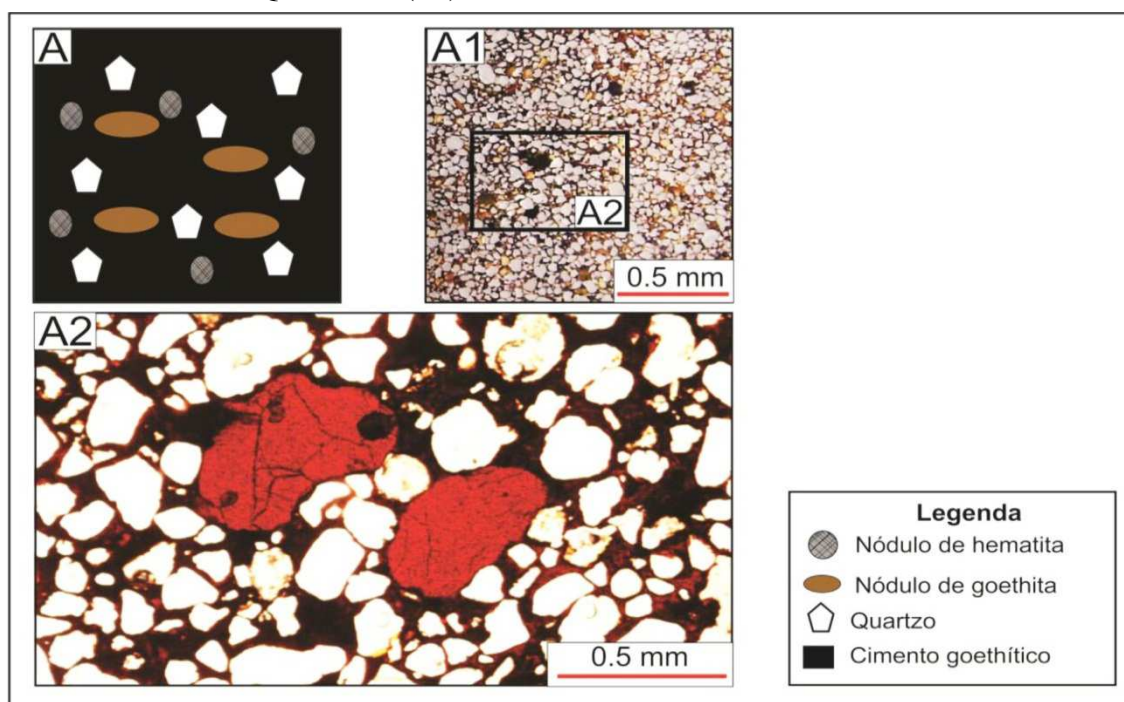 A
A1
A2
0.5 mm
A2
0.5 mm
Legenda
Nódulo de hematita
Nódulo de goethita
Quartzo
Cimento goethítico